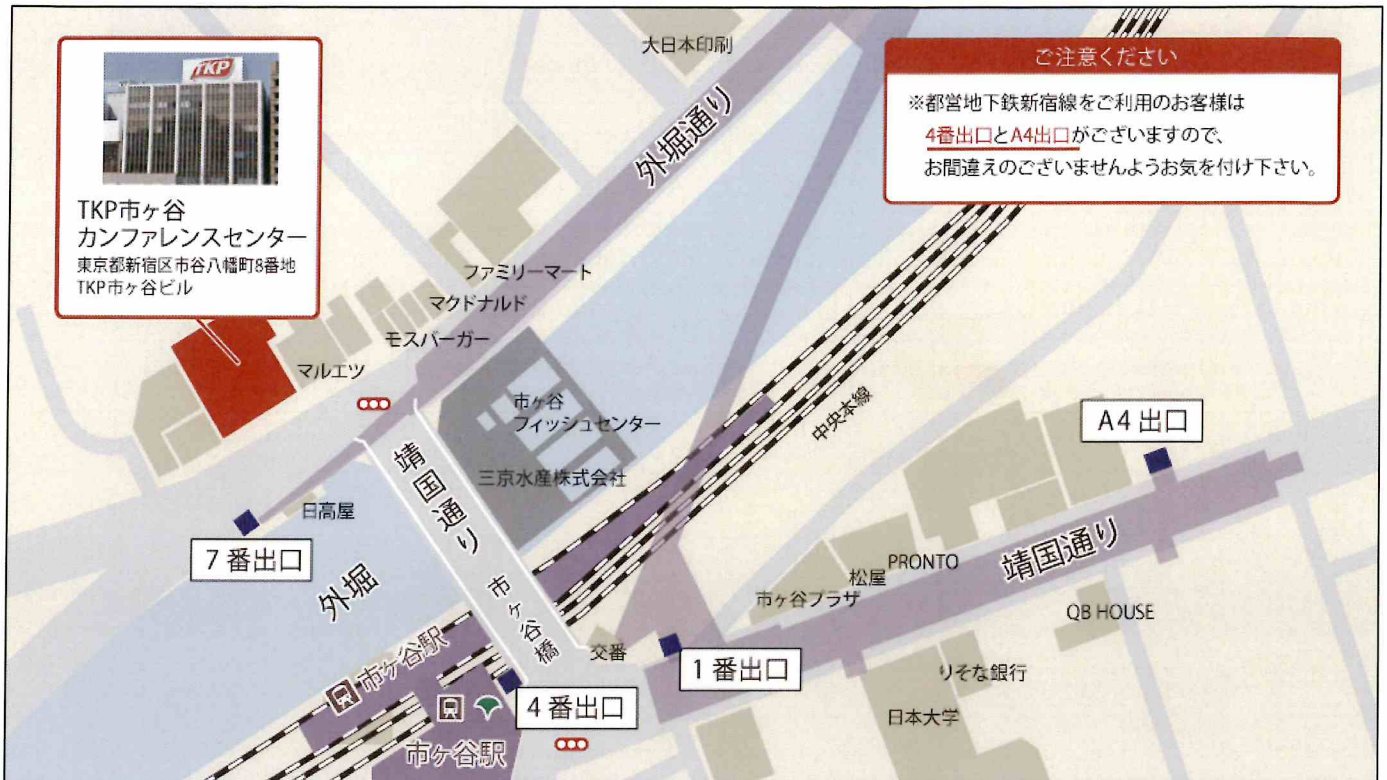 TKP
TKP市ヶ谷
カンファレンスセンター
東京都新宿区市谷八幡町8番地
TKP市ヶ谷ビル
大日本印刷
外堀通り
ご注意ください
※都営地下鉄新宿線をご利用のお客様は
4番出口とA4出口がございますので、
お間違えのございませんようお気を付け下さい。
ファミリーマート
マクドナルド
モスバーガー
マルエツ
市ヶ谷
フィッシュセンター
三京水産株式会社
中央本線
A4 出口
靖国通り
日高屋
7 番出口
外堀
市ヶ谷橋
靖国通り
PRONTO
松屋
市ヶ谷プラザ
QB HOUSE
交番
1 番出口
りそな銀行
日本大学
市ヶ谷駅
4 番出口
市ヶ谷駅